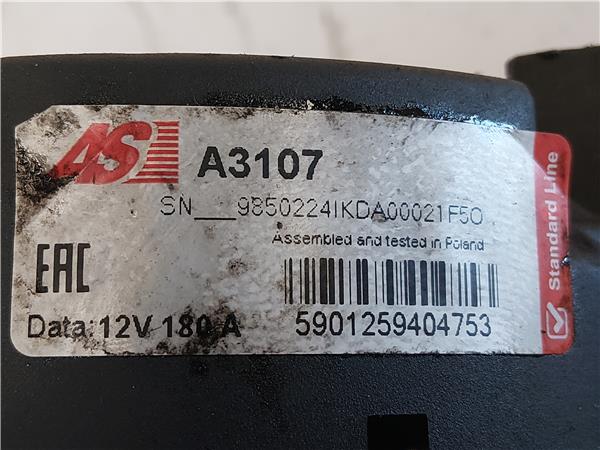 AS
A3107
SN___9850224IKDA00021F50
Assembled and tested in Poland
EAC
Data: 12V 180 A
5901259404753
Standard Line